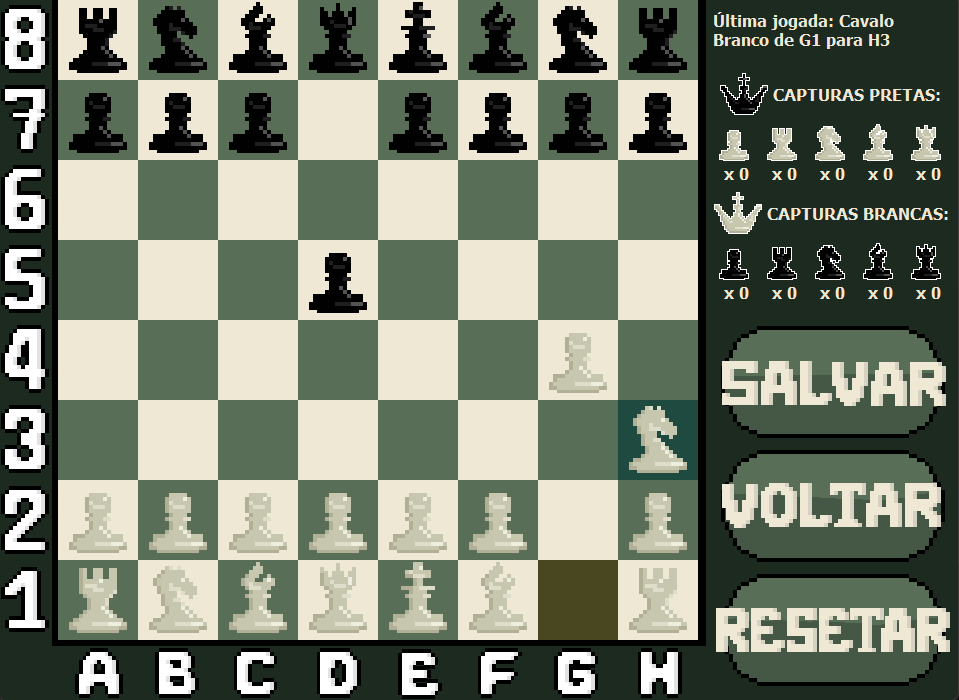 8
7
6
5
4
3
2
1
A B C D E F G H
Última jogada: Cavalo
Branco de G1 para H3
CAPTURAS PRETAS:
x 0 x 0 x 0 x 0 x 0
CAPTURAS BRANCAS:
x 0 x 0 x 0 x 0 x 0
SALVAR
VOLTAR
RESETAR